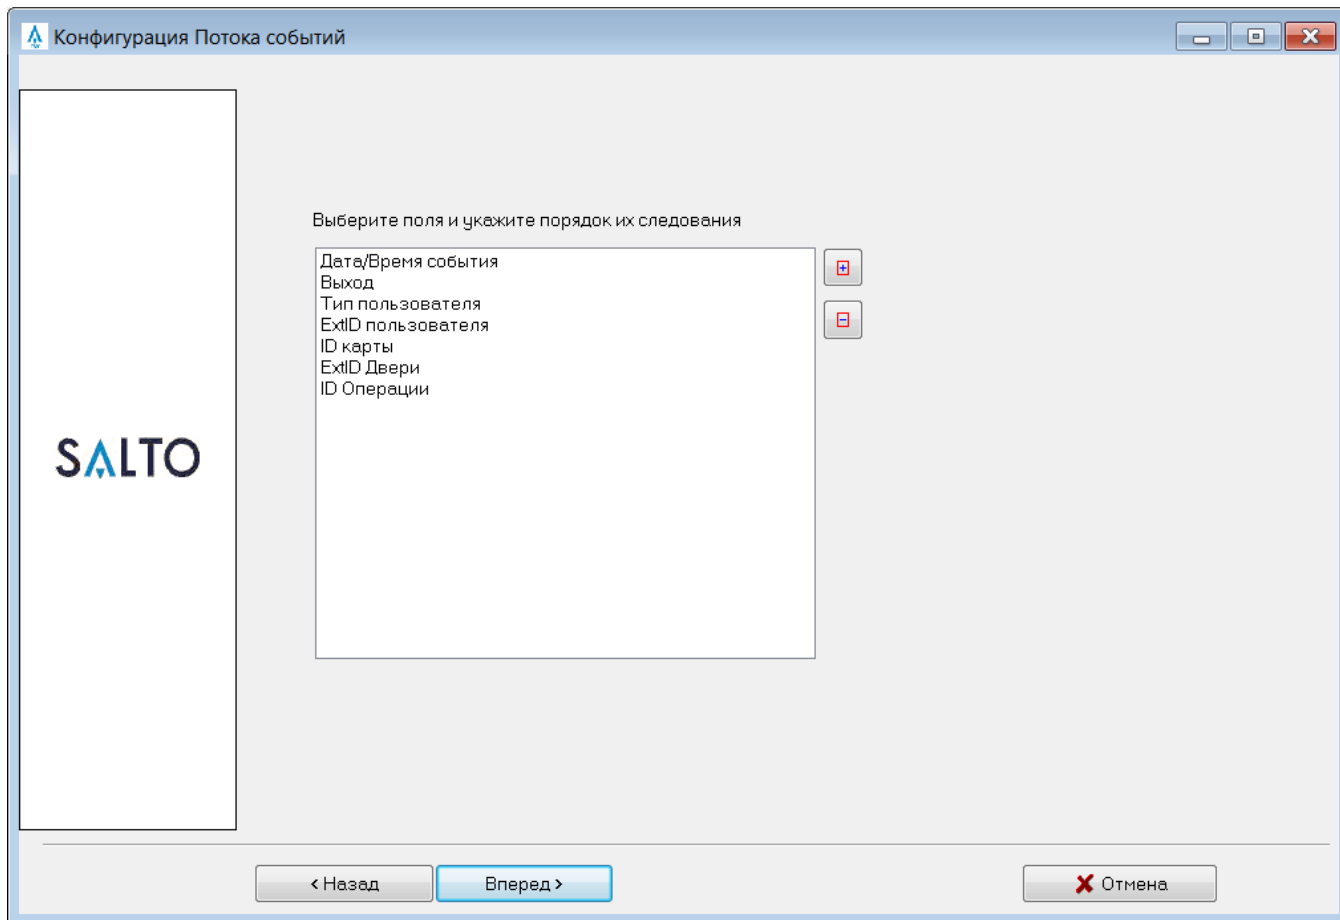 Конфигурация Потока событий
Выберите поля и укажите порядок их следования
Дата/Время события
Выход
Тип пользователя
ExtID пользователя
ID карты
ExtID Двери
ID Операции
SALTO
< Назад
Вперед >
Отмена